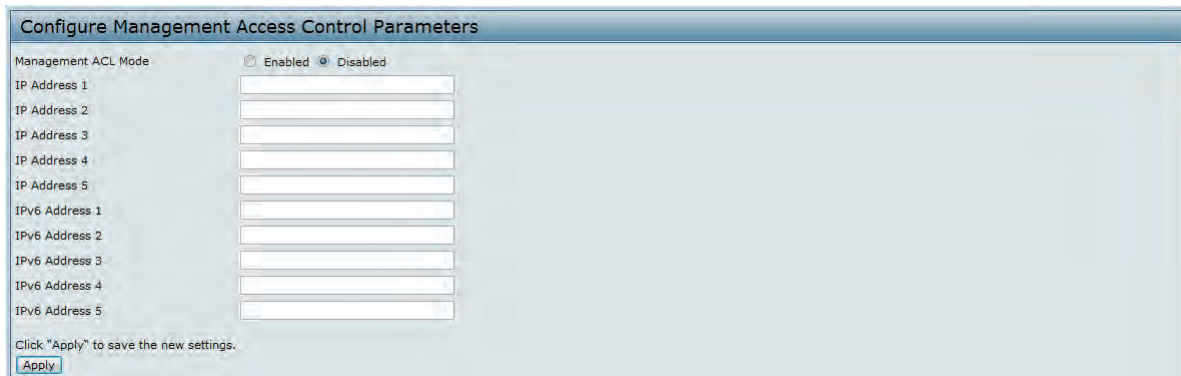 Configure Management Access Control Parameters
Management ACL Mode Enabled Disabled
IP Address 1
IP Address 2
IP Address 3
IP Address 4
IP Address 5
IPv6 Address 1
IPv6 Address 2
IPv6 Address 3
IPv6 Address 4
IPv6 Address 5
Click "Apply" to save the new settings.
Apply